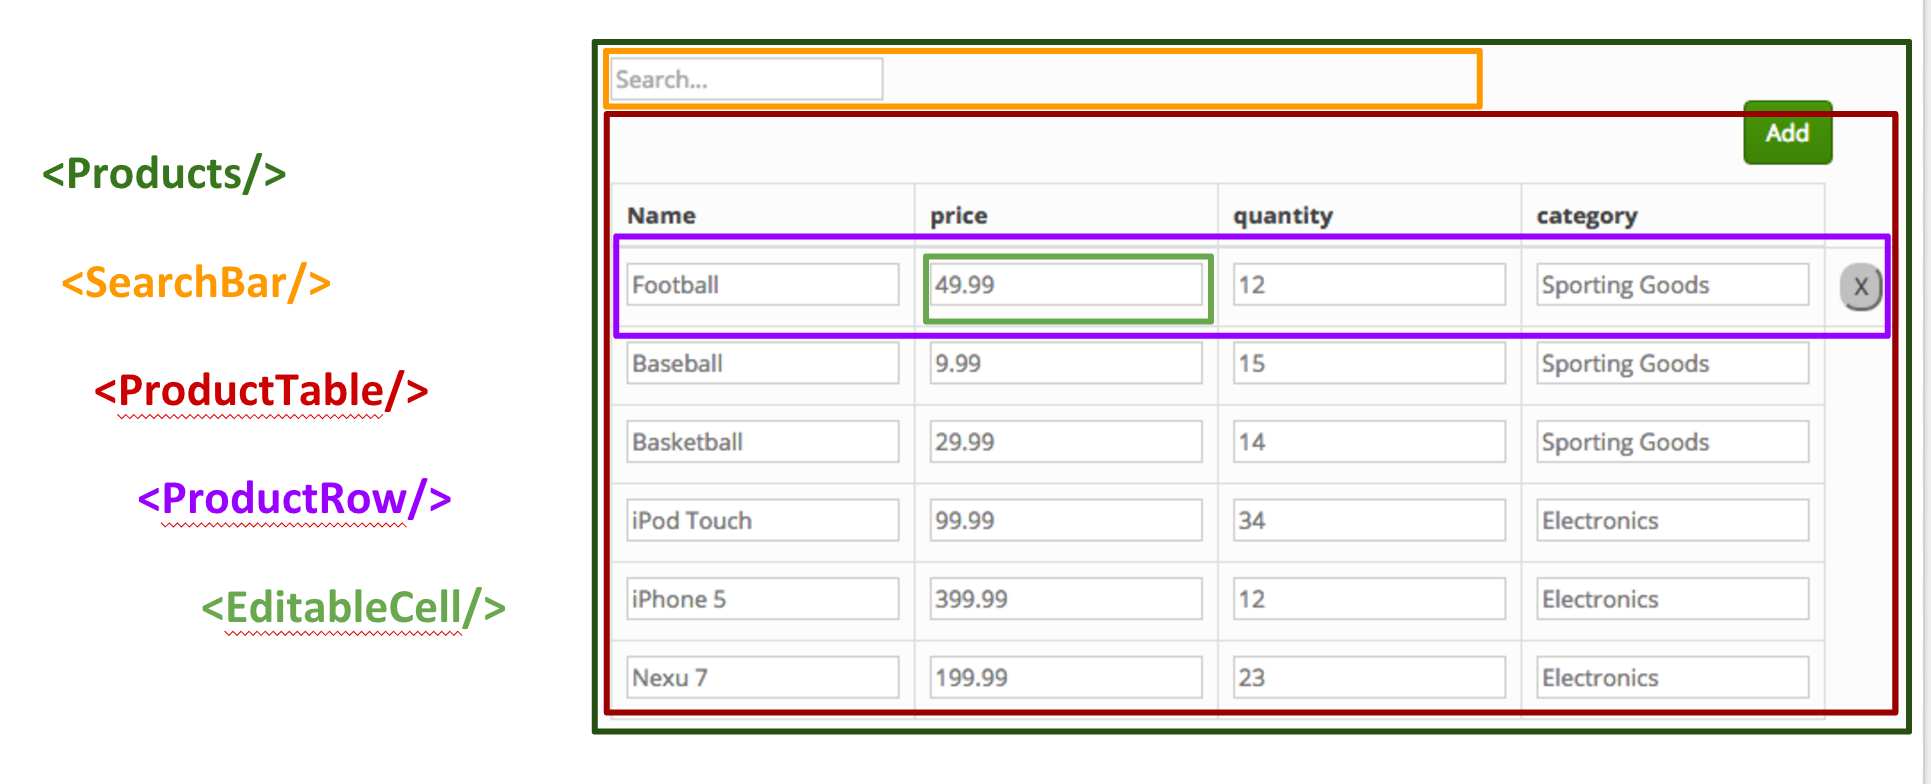 <Products/>
<SearchBar/>
<ProductTable/>
<ProductRow/>
<EditableCell/>
Search...
Add
Name price quantity category
Football 49.99 12 Sporting Goods X
Baseball 9.99 15 Sporting Goods
Basketball 29.99 14 Sporting Goods
iPod Touch 99.99 34 Electronics
iPhone 5 399.99 12 Electronics
Nexu 7 199.99 23 Electronics